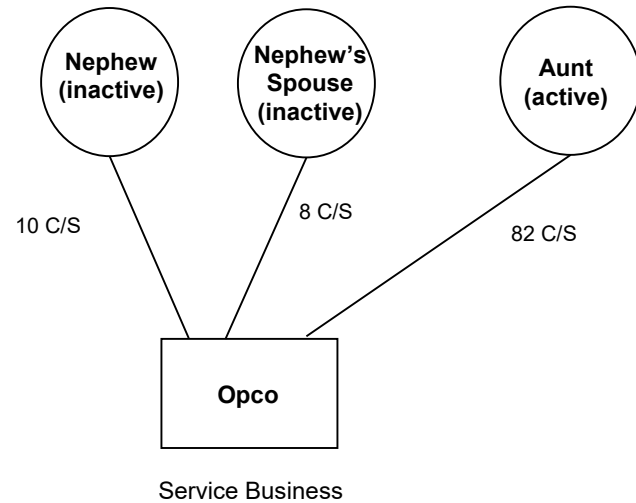 Nephew
(inactive)
Nephew’s
Spouse
(inactive)
Aunt
(active)
10 C/S
8 C/S
82 C/S
Opco
Service Business